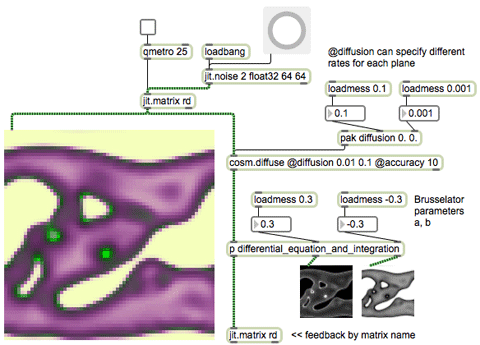 @diffusion can specify different
rates for each plane
qmetro 25
loadbang
jit.noise 2 float32 64 64
loadmess 0.1
loadmess 0.001
jit.matrix rd
0.1
0.001
pak diffusion 0. 0.
cosm.diffuse @diffusion 0.01 0.1 @accuracy 10
loadmess 0.3
loadmess -0.3
Brusselator
parameters
a, b
0.3
-0.3
p differential_equation_and_integration
jit.matrix rd
<< feedback by matrix name